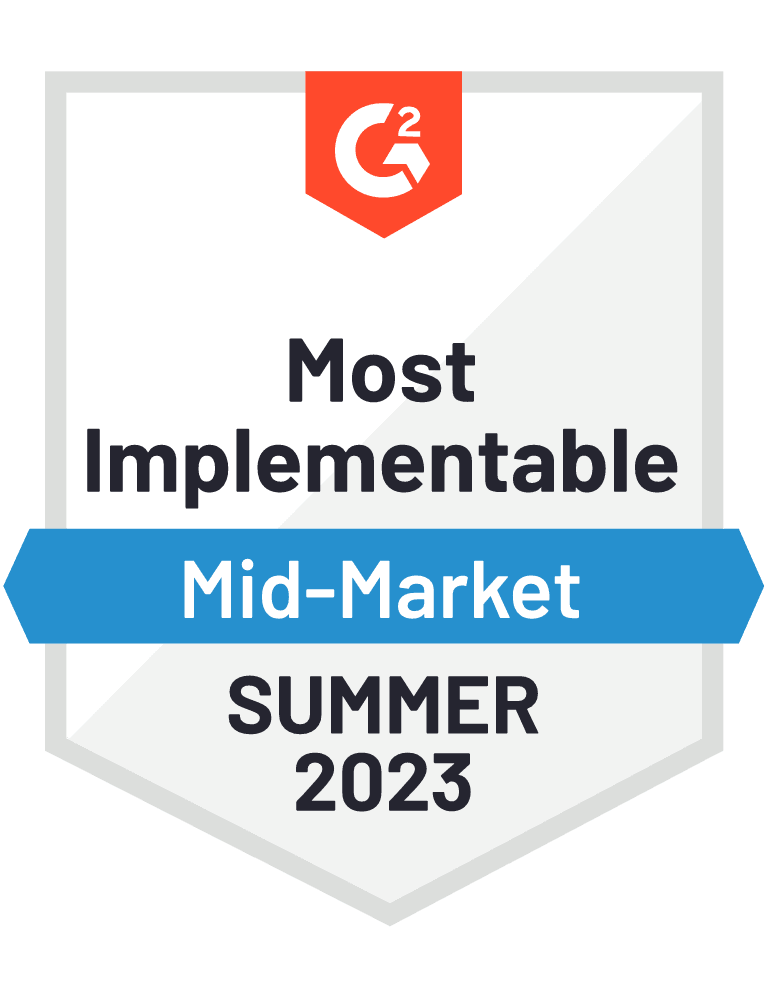 G2
Most
Implementable
Mid-Market
SUMMER
2023